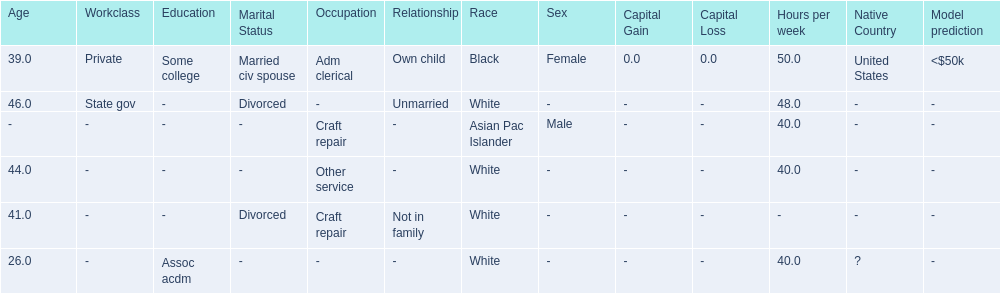 Age Workclass Education Marital Status Occupation Relationship Race Sex Capital Gain Capital Loss Hours per week Native Country Model prediction
39.0 Private Some college Married civ spouse Adm clerical Own child Black Female 0.0 0.0 50.0 United States <$50k
46.0 State gov - Divorced - Unmarried White - - - 48.0 - -
- - - - Craft repair - Asian Pac Islander Male - - 40.0 - -
44.0 - - - Other service - White - - - 40.0 - -
41.0 - - Divorced Craft repair Not in family White - - - - - -
26.0 - Assoc acdm - - - White - - - 40.0 ? -